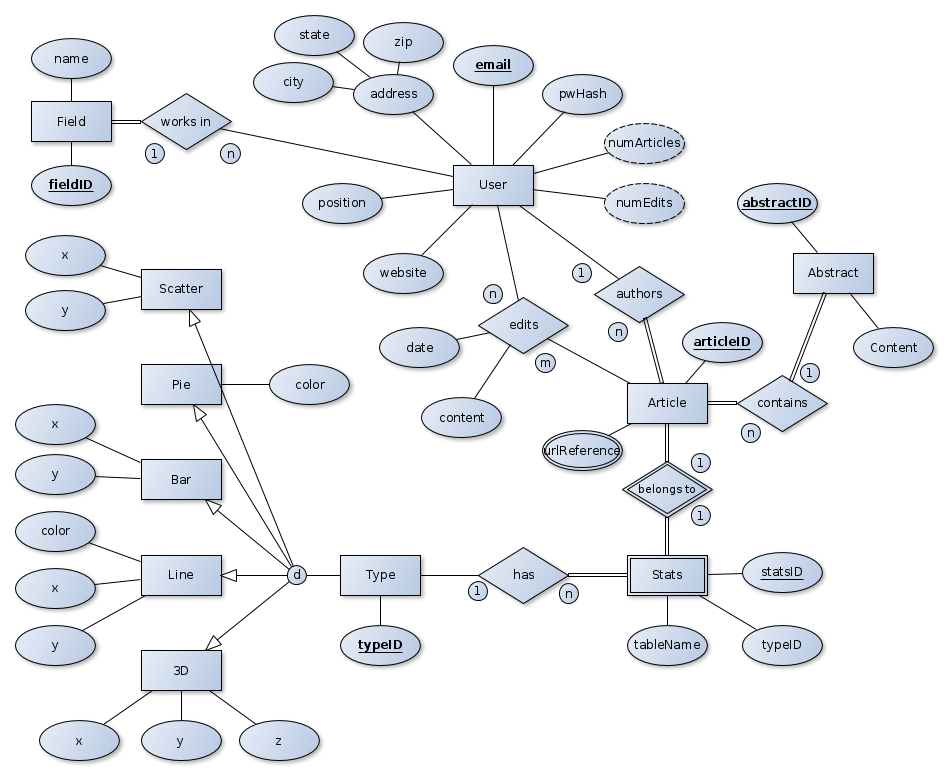 state
zip
name
email
city
address
pwHash
Field
works in
numArticles
1
n
fieldID
User
position
numEdits
abstractID
x
website
1
Abstract
Scatter
n
authors
y
edits
n
date
articleID
Content
m
1
Pie
color
content
Article
contains
x
n
urlReference
1
y
Bar
belongs to
1
color
Line
d
Type
has
Stats
statsID
x
1
n
y
typeID
tableName
typeID
3D
x
y
z